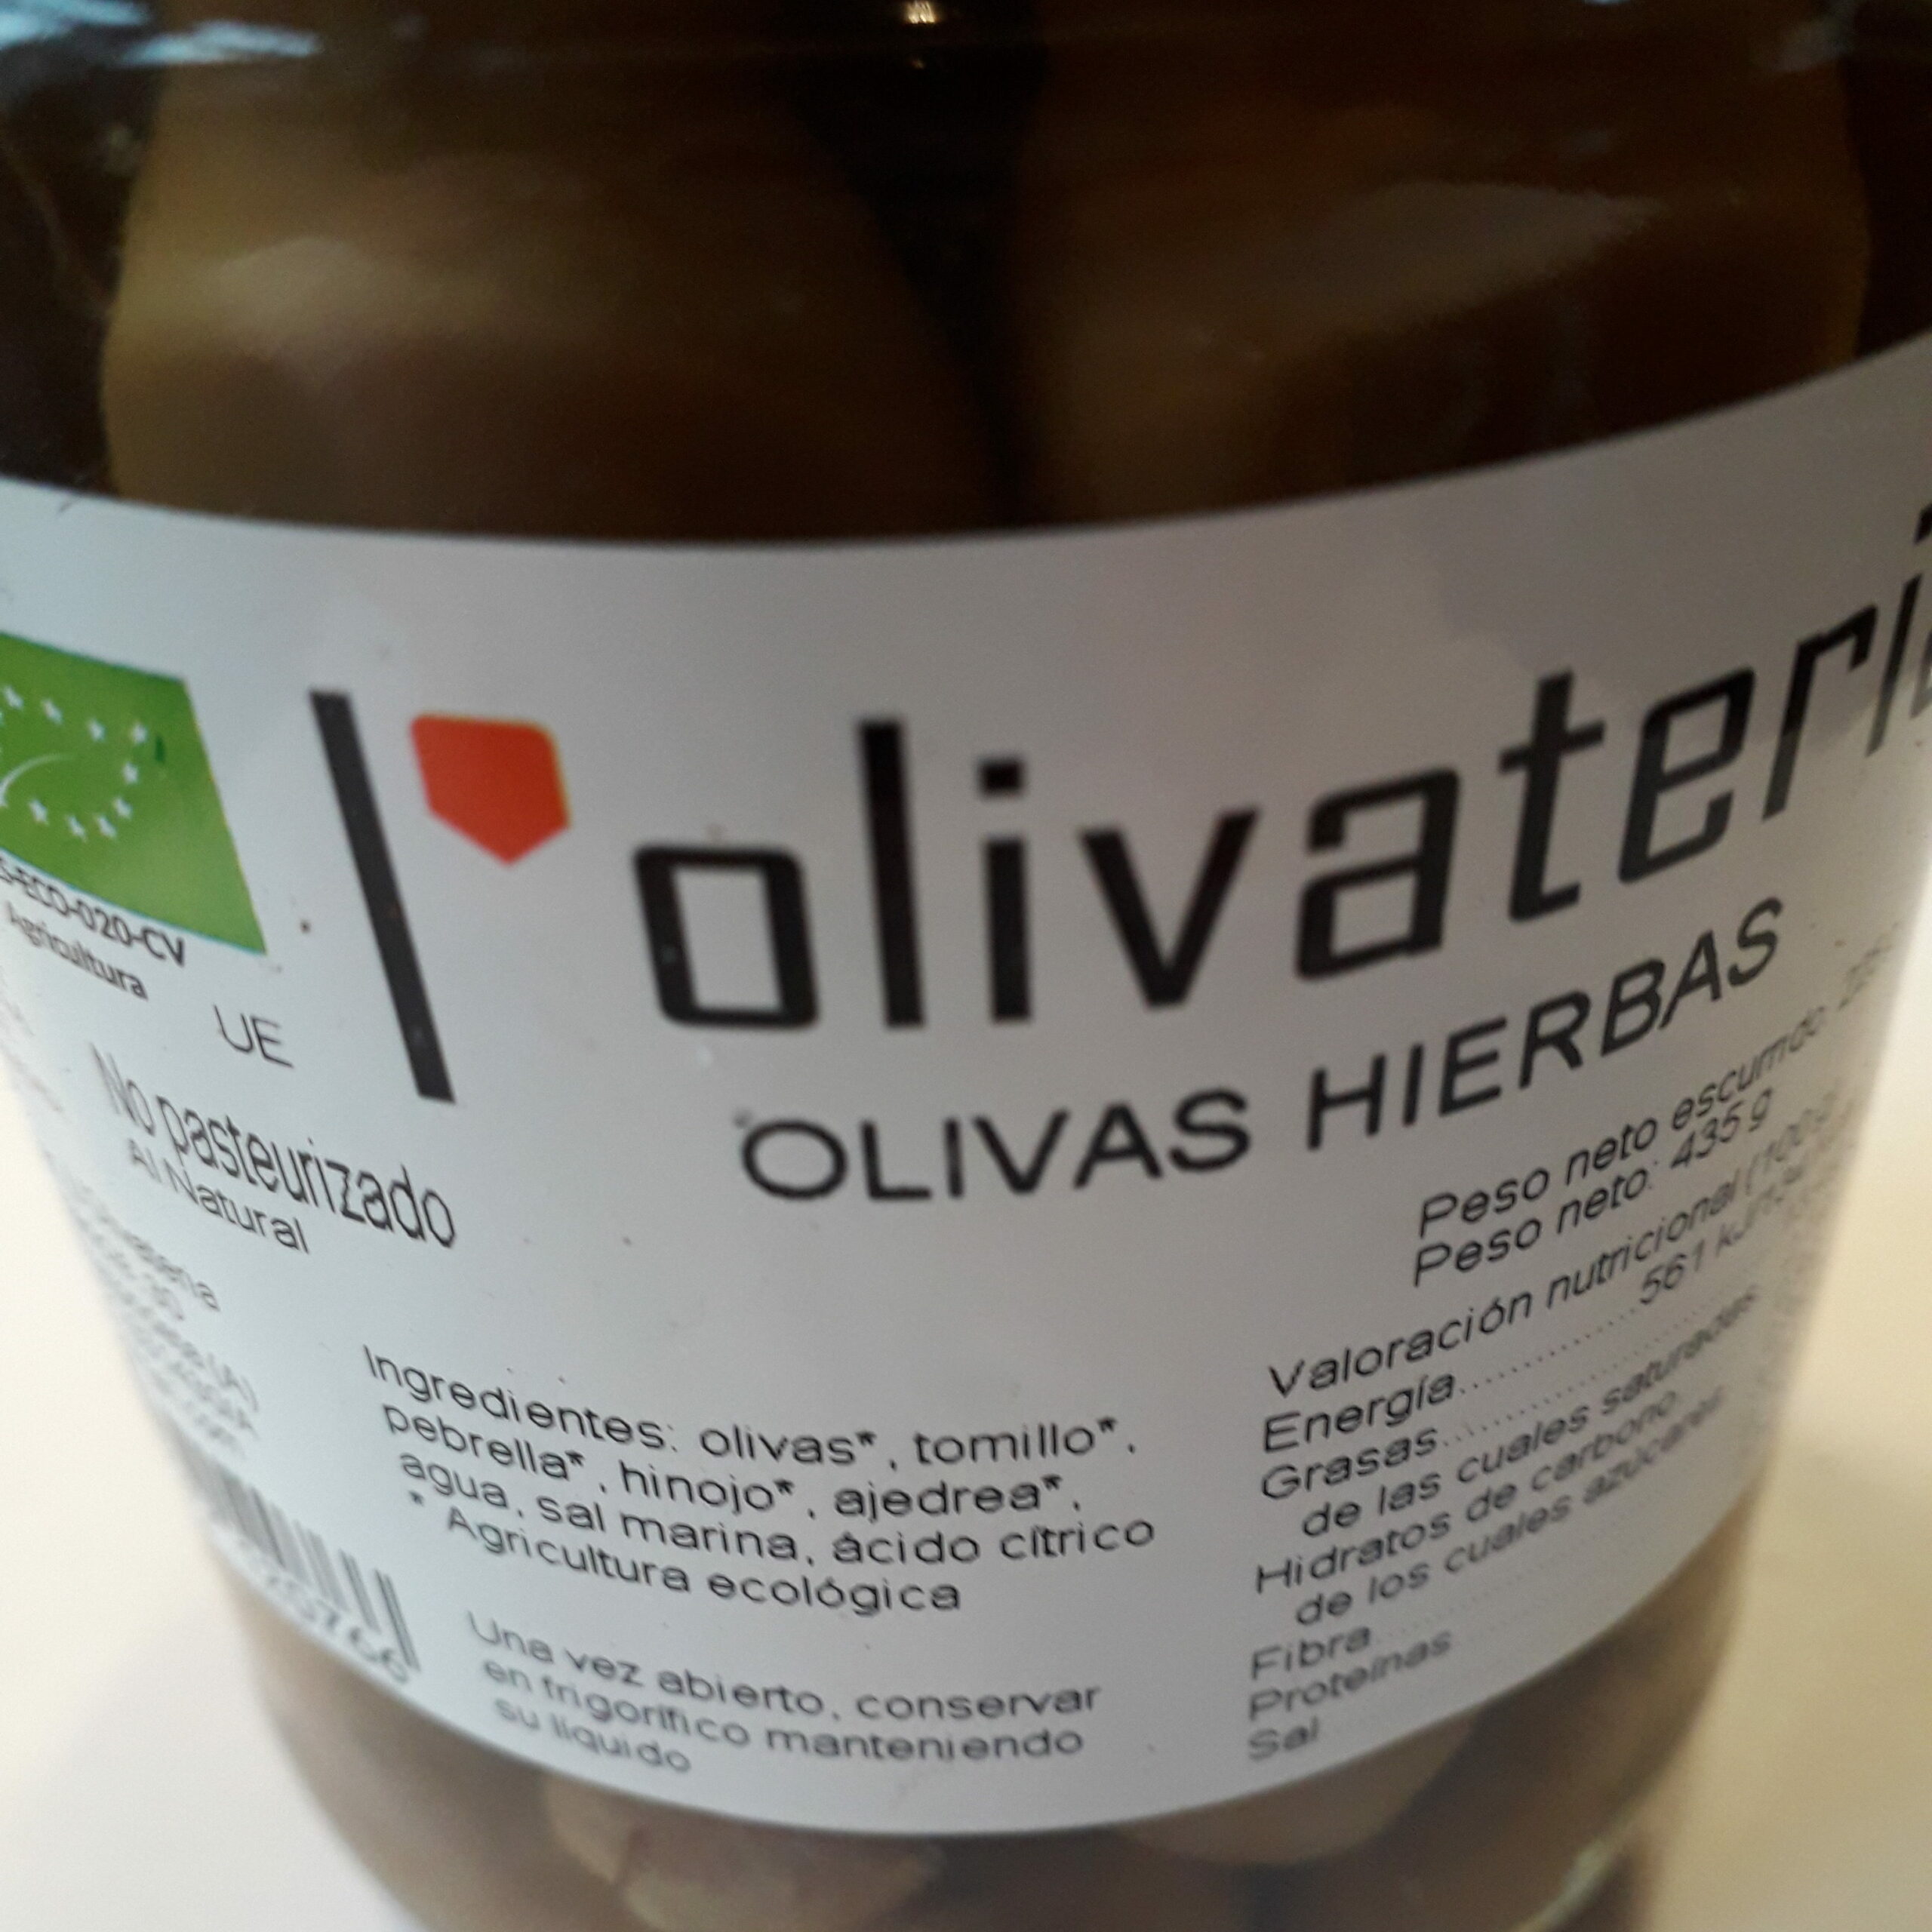 l'olivateri
OLIVAS HIERBAS
-ECO-020-CV
Agricultura
UE
No pasteurizado
Al Natural
Peso neto escurrido:
Peso neto: 435 g
Ingredientes: olivas*, tomillo*,
pebrella*, hinojo*, ajedrea*,
agua, sal marina, ácido cítrico
* Agricultura ecológica
Una vez abierto, conservar
en frigorífico manteniendo
su líquido
Valoración nutricional (100 g)
Energía 561 kJ
Grasas
de las cuales saturadas
Hidratos de carbono
de los cuales azúcares
Fibra
Proteínas
Sal